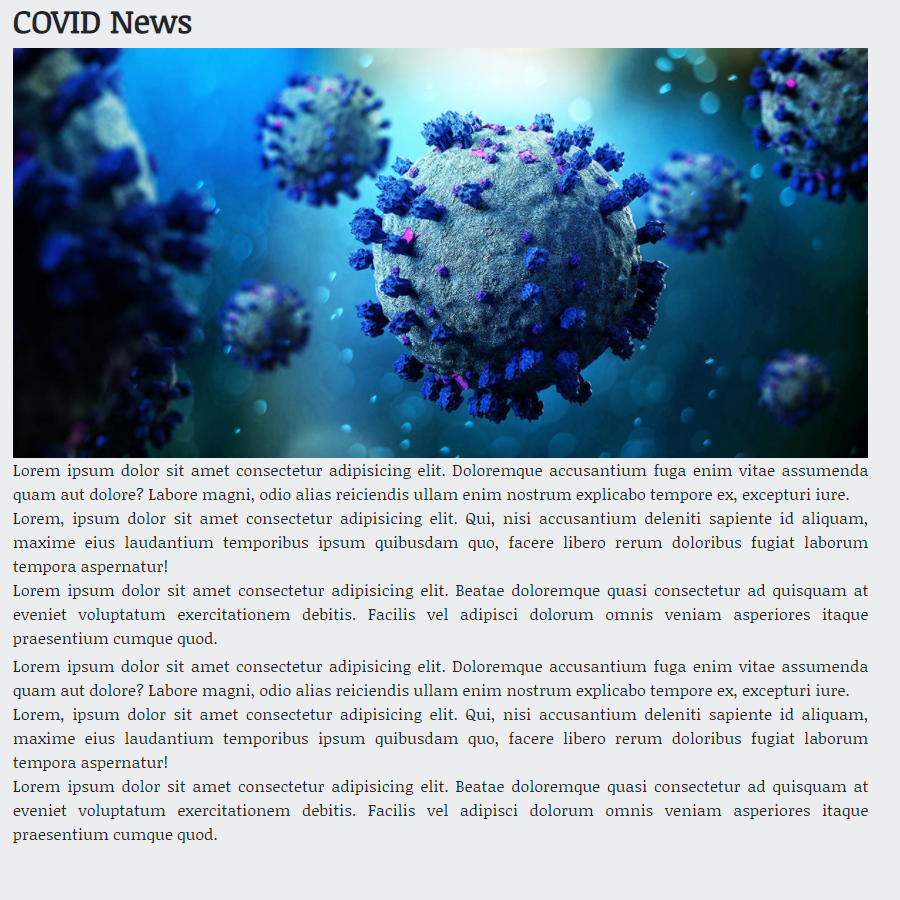 COVID News
Lorem ipsum dolor sit amet consectetur adipisicing elit. Doloremque accusantium fuga enim vitae assumenda
quam aut dolore? Labore magni, odio alias reiciendis ullam enim nostrum explicabo tempore ex, excepturi iure.
Lorem, ipsum dolor sit amet consectetur adipisicing elit. Qui, nisi accusantium deleniti sapiente id aliquam,
maxime eius laudantium temporibus ipsum quibusdam quo, facere libero rerum doloribus fugiat laborum
tempora aspernatur!
Lorem ipsum dolor sit amet consectetur adipisicing elit. Beatae doloremque quasi consectetur ad quisquam at
eveniet voluptatum exercitationem debitis. Facilis vel adipisci dolorum omnis veniam asperiores itaque
praesentium cumque quod.
Lorem ipsum dolor sit amet consectetur adipisicing elit. Doloremque accusantium fuga enim vitae assumenda
quam aut dolore? Labore magni, odio alias reiciendis ullam enim nostrum explicabo tempore ex, excepturi iure.
Lorem, ipsum dolor sit amet consectetur adipisicing elit. Qui, nisi accusantium deleniti sapiente id aliquam,
maxime eius laudantium temporibus ipsum quibusdam quo, facere libero rerum doloribus fugiat laborum
tempora aspernatur!
Lorem ipsum dolor sit amet consectetur adipisicing elit. Beatae doloremque quasi consectetur ad quisquam at
eveniet voluptatum exercitationem debitis. Facilis vel adipisci dolorum omnis veniam asperiores itaque
praesentium cumque quod.